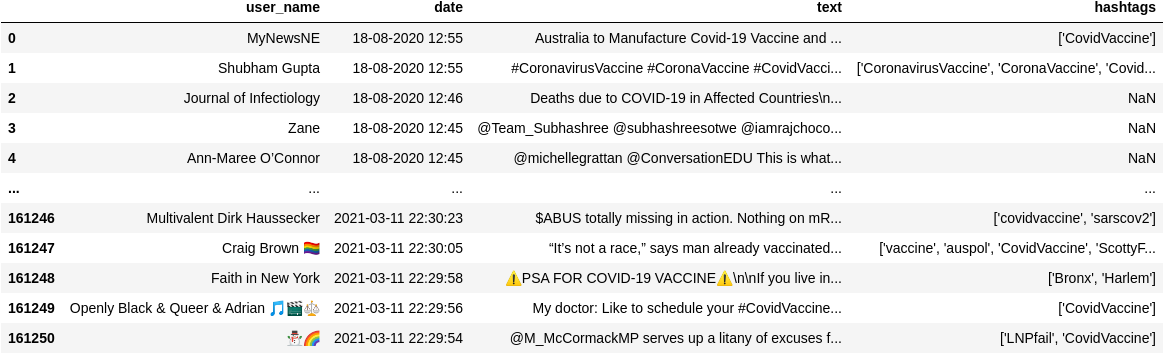 user_name date text hashtags
0 MyNewsNE 18-08-2020 12:55 Australia to Manufacture Covid-19 Vaccine and ... ['CovidVaccine']
1 Shubham Gupta 18-08-2020 12:55 #CoronavirusVaccine #CoronaVaccine #CovidVacci... ['CoronavirusVaccine', 'CoronaVaccine', 'Covid...
2 Journal of Infectiology 18-08-2020 12:46 Deaths due to COVID-19 in Affected Countries\n... NaN
3 Zane 18-08-2020 12:45 @Team_Subhashree @subhashreesotwe @iamrajchoco... NaN
4 Ann-Maree O’Connor 18-08-2020 12:45 @michellegrattan @ConversationEDU This is what... NaN
... ... ... ... ...
161246 Multivalent Dirk Haussecker 2021-03-11 22:30:23 $ABUS totally missing in action. Nothing on mR... ['covidvaccine', 'sarscov2']
161247 Craig Brown 🏳️‍🌈 2021-03-11 22:30:05 “It’s not a race,” says man already vaccinated... ['vaccine', 'auspol', 'CovidVaccine', 'ScottyF...
161248 Faith in New York 2021-03-11 22:29:58 ⚠️PSA FOR COVID-19 VACCINE⚠️\n\nIf you live in... ['Bronx', 'Harlem']
161249 Openly Black & Queer & Adrian 🎵🎬⚖️ 2021-03-11 22:29:56 My doctor: Like to schedule your #CovidVaccine... ['CovidVaccine']
161250 ☃️🌈 2021-03-11 22:29:54 @M_McCormackMP serves up a litany of excuses f... ['LNPfail', 'CovidVaccine']